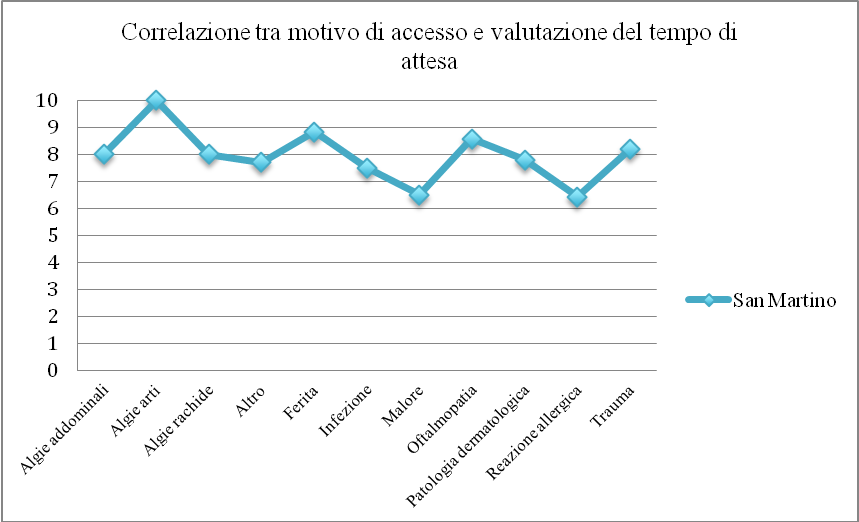 Correlazione tra motivo di accesso e valutazione del tempo di
attesa
10
9
8
7
6
5
4
3
2
1
0
San Martino
Algie addominali
Algie arti
Algie rachide
Altro
Ferita
Infezione
Malore
Oftalmopatia
Patologia dermatologica
Reazione allergica
Trauma